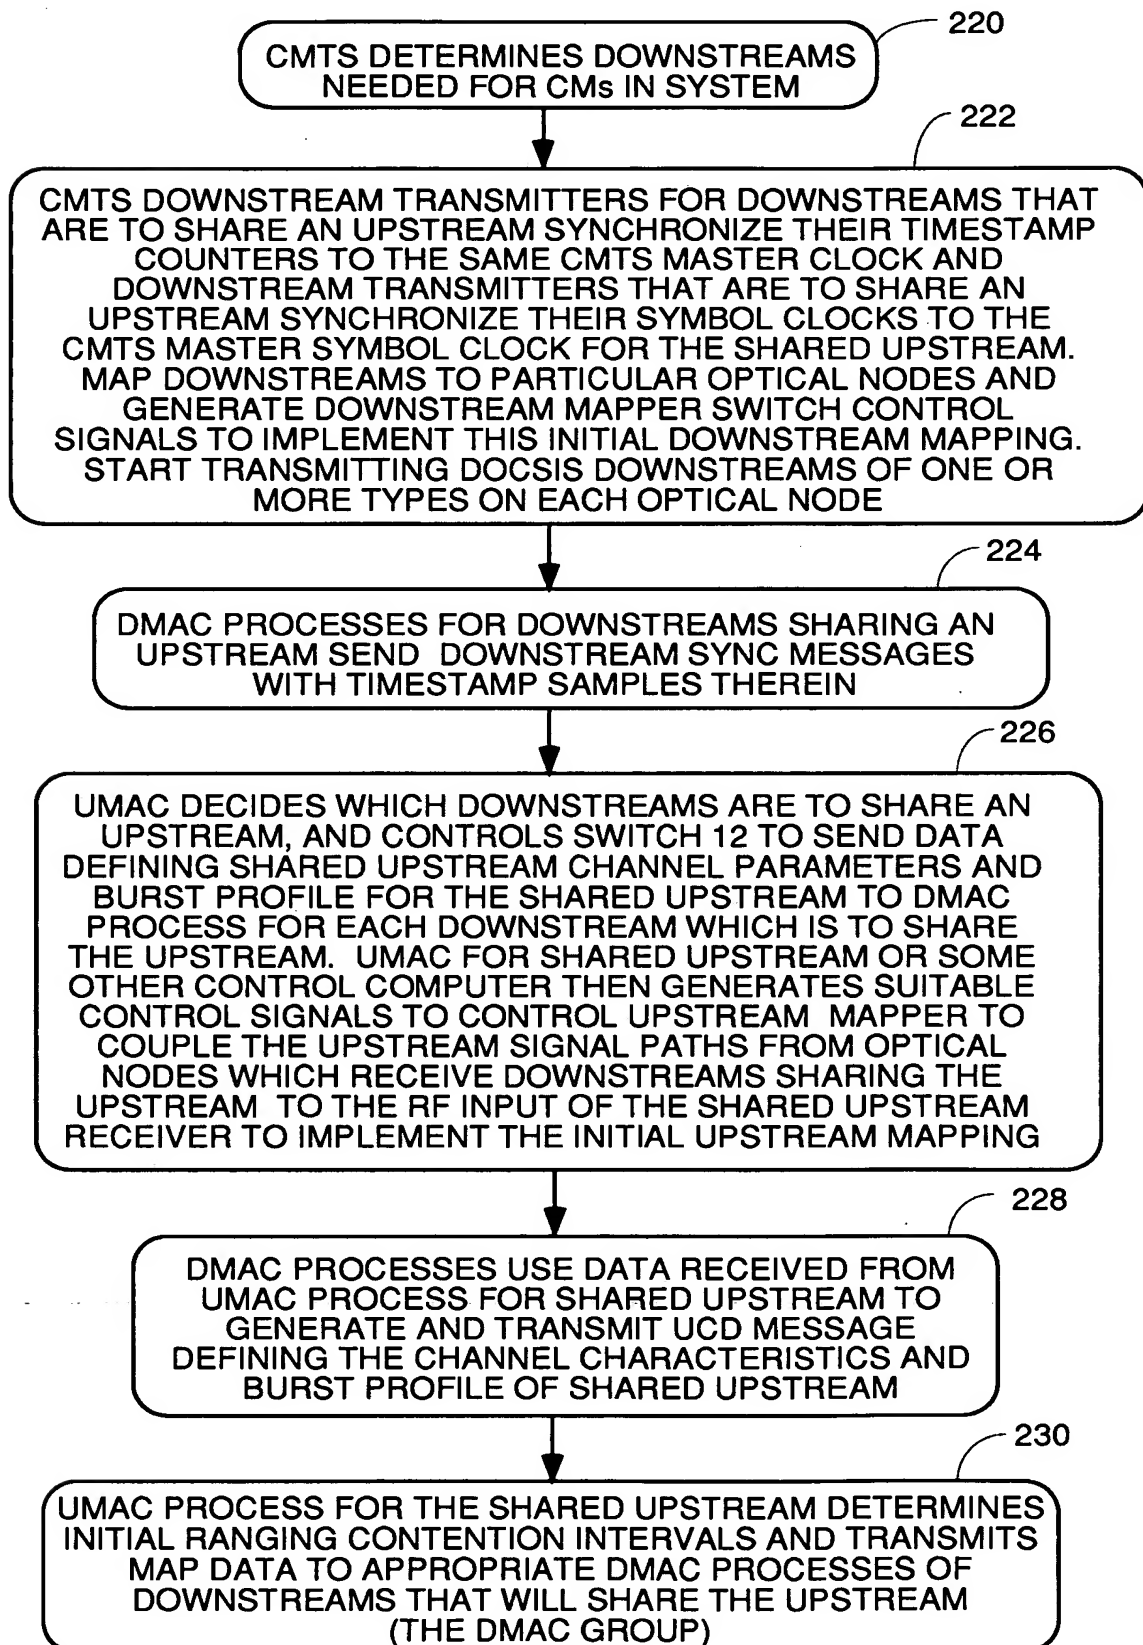 220
CMTS DETERMINES DOWNSTREAMS
NEEDED FOR CMs IN SYSTEM
222
CMTS DOWNSTREAM TRANSMITTERS FOR DOWNSTREAMS THAT
ARE TO SHARE AN UPSTREAM SYNCHRONIZE THEIR TIMESTAMP
COUNTERS TO THE SAME CMTS MASTER CLOCK AND
DOWNSTREAM TRANSMITTERS THAT ARE TO SHARE AN
UPSTREAM SYNCHRONIZE THEIR SYMBOL CLOCKS TO THE
CMTS MASTER SYMBOL CLOCK FOR THE SHARED UPSTREAM.
MAP DOWNSTREAMS TO PARTICULAR OPTICAL NODES AND
GENERATE DOWNSTREAM MAPPER SWITCH CONTROL
SIGNALS TO IMPLEMENT THIS INITIAL DOWNSTREAM MAPPING.
START TRANSMITTING DOCSIS DOWNSTREAMS OF ONE OR
MORE TYPES ON EACH OPTICAL NODE
224
DMAC PROCESSES FOR DOWNSTREAMS SHARING AN
UPSTREAM SEND DOWNSTREAM SYNC MESSAGES
WITH TIMESTAMP SAMPLES THEREIN
226
UMAC DECIDES WHICH DOWNSTREAMS ARE TO SHARE AN
UPSTREAM, AND CONTROLS SWITCH 12 TO SEND DATA
DEFINING SHARED UPSTREAM CHANNEL PARAMETERS AND
BURST PROFILE FOR THE SHARED UPSTREAM TO DMAC
PROCESS FOR EACH DOWNSTREAM WHICH IS TO SHARE
THE UPSTREAM. UMAC FOR SHARED UPSTREAM OR SOME
OTHER CONTROL COMPUTER THEN GENERATES SUITABLE
CONTROL SIGNALS TO CONTROL UPSTREAM MAPPER TO
COUPLE THE UPSTREAM SIGNAL PATHS FROM OPTICAL
NODES WHICH RECEIVE DOWNSTREAMS SHARING THE
UPSTREAM TO THE RF INPUT OF THE SHARED UPSTREAM
RECEIVER TO IMPLEMENT THE INITIAL UPSTREAM MAPPING
228
DMAC PROCESSES USE DATA RECEIVED FROM
UMAC PROCESS FOR SHARED UPSTREAM TO
GENERATE AND TRANSMIT UCD MESSAGE
DEFINING THE CHANNEL CHARACTERISTICS AND
BURST PROFILE OF SHARED UPSTREAM
230
UMAC PROCESS FOR THE SHARED UPSTREAM DETERMINES
INITIAL RANGING CONTENTION INTERVALS AND TRANSMITS
MAP DATA TO APPROPRIATE DMAC PROCESSES OF
DOWNSTREAMS THAT WILL SHARE THE UPSTREAM
(THE DMAC GROUP)